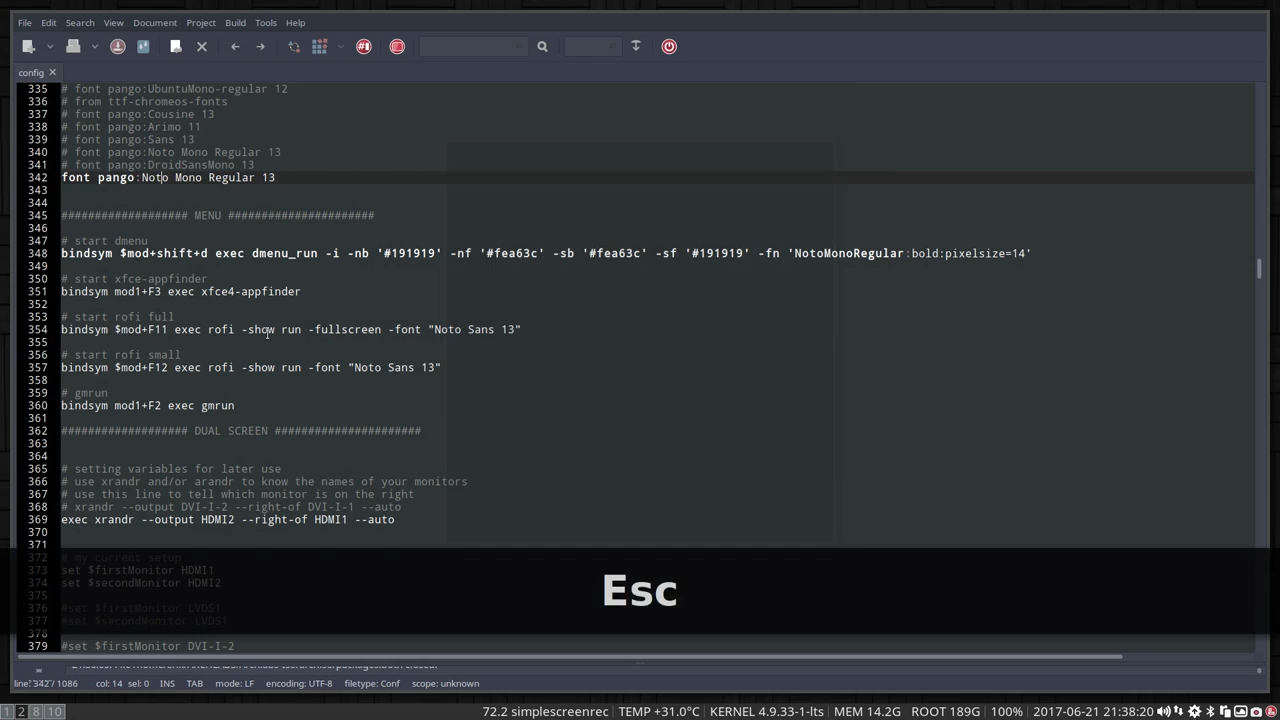 File Edit Search View Document Project Build Tools Help
#1
config
335 # font pango:UbuntuMono-regular 12
336 # from ttf-chromeos-fonts
337 # font pango:Cousine 13
338 # font pango:Arimo 11
339 # font pango:Sans 13
340 # font pango:Noto Mono Regular 13
341 # font pango:DroidSansMono 13
342 font pango:Noto Mono Regular 13
343
344
345 ################### MENU ######################
346
347 # start dmenu
348 bindsym $mod+shift+d exec dmenu_run -i -nb '#191919' -nf '#fea63c' -sb '#fea63c' -sf '#191919' -fn 'NotoMonoRegular:bold:pixelsize=14'
349
350 # start xfce-appfinder
351 bindsym mod1+F3 exec xfce4-appfinder
352
353 # start rofi full
354 bindsym $mod+F11 exec rofi -show run -fullscreen -font "Noto Sans 13"
355
356 # start rofi small
357 bindsym $mod+F12 exec rofi -show run -font "Noto Sans 13"
358
359 # gmrun
360 bindsym mod1+F2 exec gmrun
361
362 ################### DUAL SCREEN ######################
363
364
365 # setting variables for later use
366 # use xrandr and/or arandr to know the names of your monitors
367 # use this line to tell which monitor is on the right
368 # xrandr --output DVI-I-2 --right-of DVI-I-1 --auto
369 exec xrandr --output HDMI2 --right-of HDMI1 --auto
370
371
372 # my current setup
373 set $firstMonitor HDMI1
374 set $secondMonitor HDMI2
375
376 #set $firstMonitor LVDS1
377 #set $secondMonitor LVDS1
378
379 #set $firstMonitor DVI-I-2
Esc
line: 342 / 1086 col: 14 sel: 0 INS TAB mode: LF encoding: UTF-8 filetype: Conf scope: unknown
1 2 8 10 72.2 simplescreenrec TEMP +31.0°C KERNEL 4.9.33-1-lts MEM 14.2G ROOT 189G 100% 2017-06-21 21:38:20